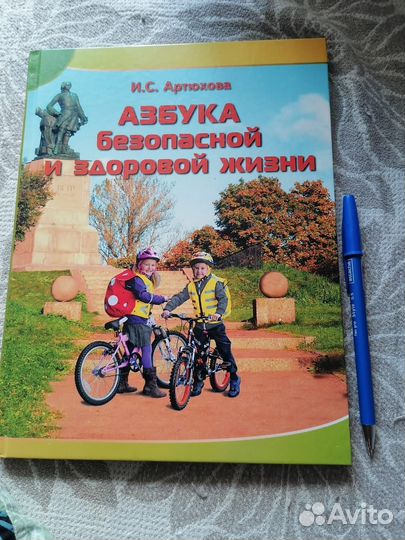 И.С. Артюхова
АЗБУКА
безопасной
и здоровой жизни
Avito